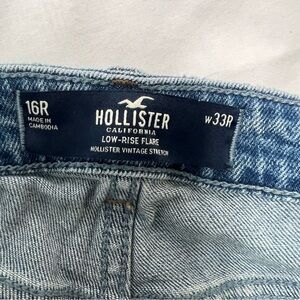 16R
MADE IN
CAMBODIA
HOLLISTER
CALIFORNIA
LOW-RISE FLARE
HOLLISTER VINTAGE STRETCH
W33R